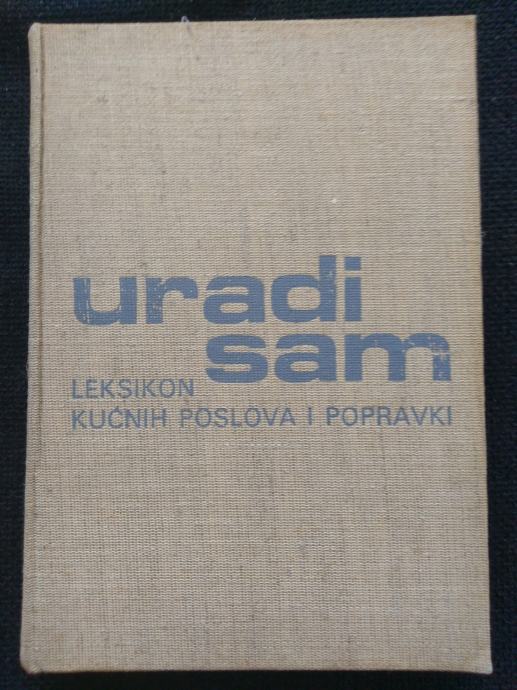 uradi
sam
LEKSIKON
KUĆNIH POSLOVA I POPRAVKI